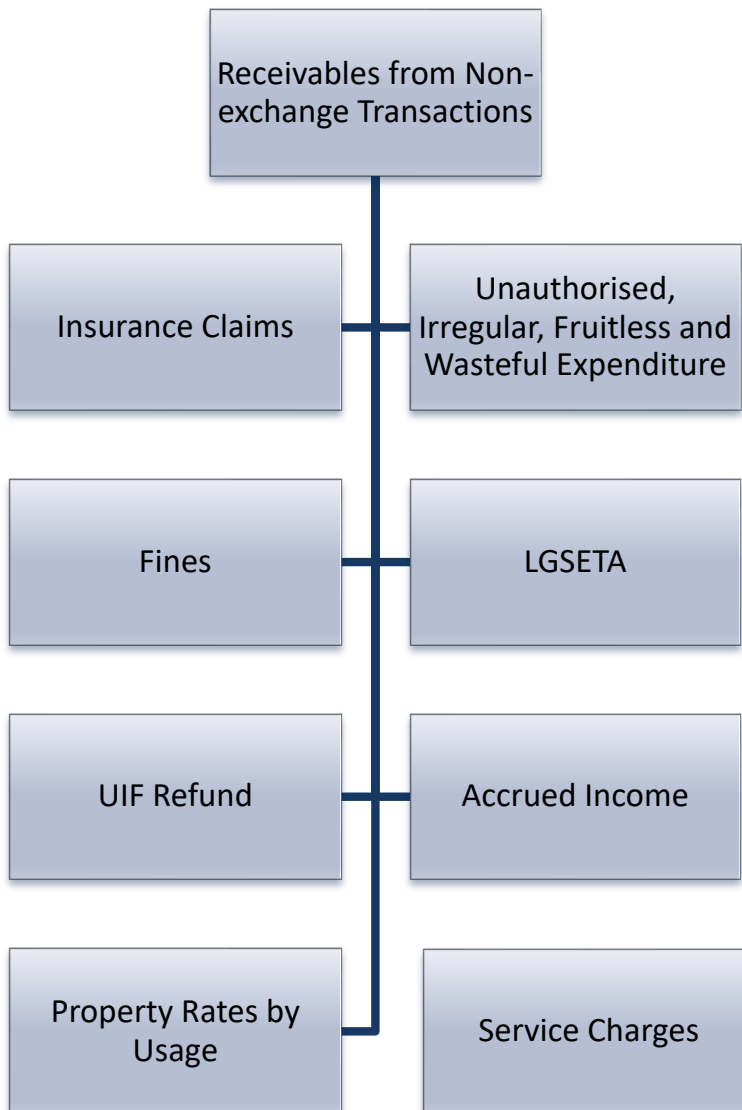 Receivables from Non-
exchange Transactions
Insurance Claims
Unauthorised,
Irregular, Fruitless and
Wasteful Expenditure
Fines
LGSETA
UIF Refund
Accrued Income
Property Rates by
Usage
Service Charges